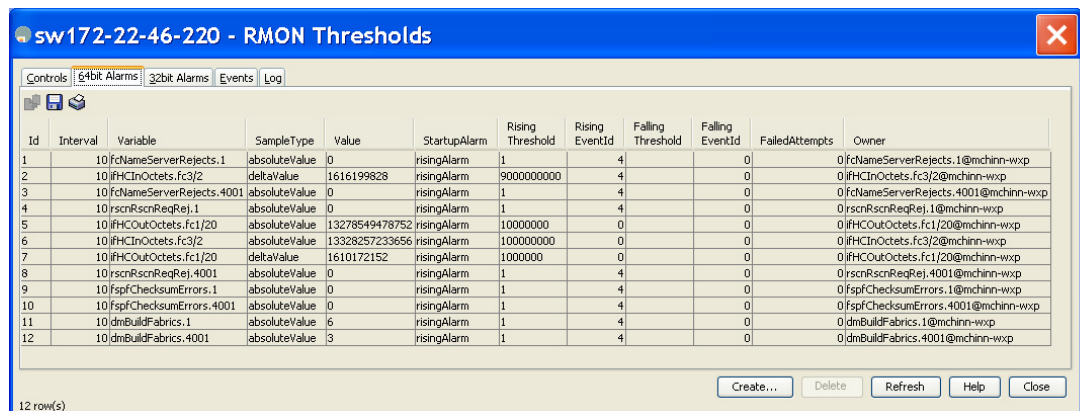 sw172-22-46-220 - RMON Thresholds
Controls 64bit Alarms 32bit Alarms Events Log
Id Interval Variable SampleType Value StartupAlarm Rising Threshold Rising EventId Falling Threshold Falling EventId FailedAttempts Owner
1 10 fcNameServerRejects.1 absoluteValue 0 risingAlarm 1 4 0 0 fcNameServerRejects.1@mchinn-wxp
2 10 ifHCInOctets.fc3/2 deltaValue 1616199828 risingAlarm 9000000000 4 0 0 ifHCInOctets.fc3/2@mchinn-wxp
3 10 fcNameServerRejects.4001 absoluteValue 0 risingAlarm 1 4 0 0 fcNameServerRejects.4001@mchinn-wxp
4 10 rscnRscnReqRej.1 absoluteValue 0 risingAlarm 1 4 0 0 rscnRscnReqRej.1@mchinn-wxp
5 10 ifHCOutOctets.fc1/20 absoluteValue 13278549478752 risingAlarm 10000000 0 0 0 ifHCOutOctets.fc1/20@mchinn-wxp
6 10 ifHCInOctets.fc3/2 absoluteValue 13328257233656 risingAlarm 100000000 0 0 0 ifHCInOctets.fc3/2@mchinn-wxp
7 10 ifHCOutOctets.fc1/20 deltaValue 1610172152 risingAlarm 1000000 0 0 0 ifHCOutOctets.fc1/20@mchinn-wxp
8 10 rscnRscnReqRej.4001 absoluteValue 0 risingAlarm 1 4 0 0 rscnRscnReqRej.4001@mchinn-wxp
9 10 fspfChecksumErrors.1 absoluteValue 0 risingAlarm 1 4 0 0 fspfChecksumErrors.1@mchinn-wxp
10 10 fspfChecksumErrors.4001 absoluteValue 0 risingAlarm 1 4 0 0 fspfChecksumErrors.4001@mchinn-wxp
11 10 dmBuildFabrics.1 absoluteValue 6 risingAlarm 1 4 0 0 dmBuildFabrics.1@mchinn-wxp
12 10 dmBuildFabrics.4001 absoluteValue 3 risingAlarm 1 4 0 0 dmBuildFabrics.4001@mchinn-wxp
Create... Delete Refresh Help Close
12 row(s)